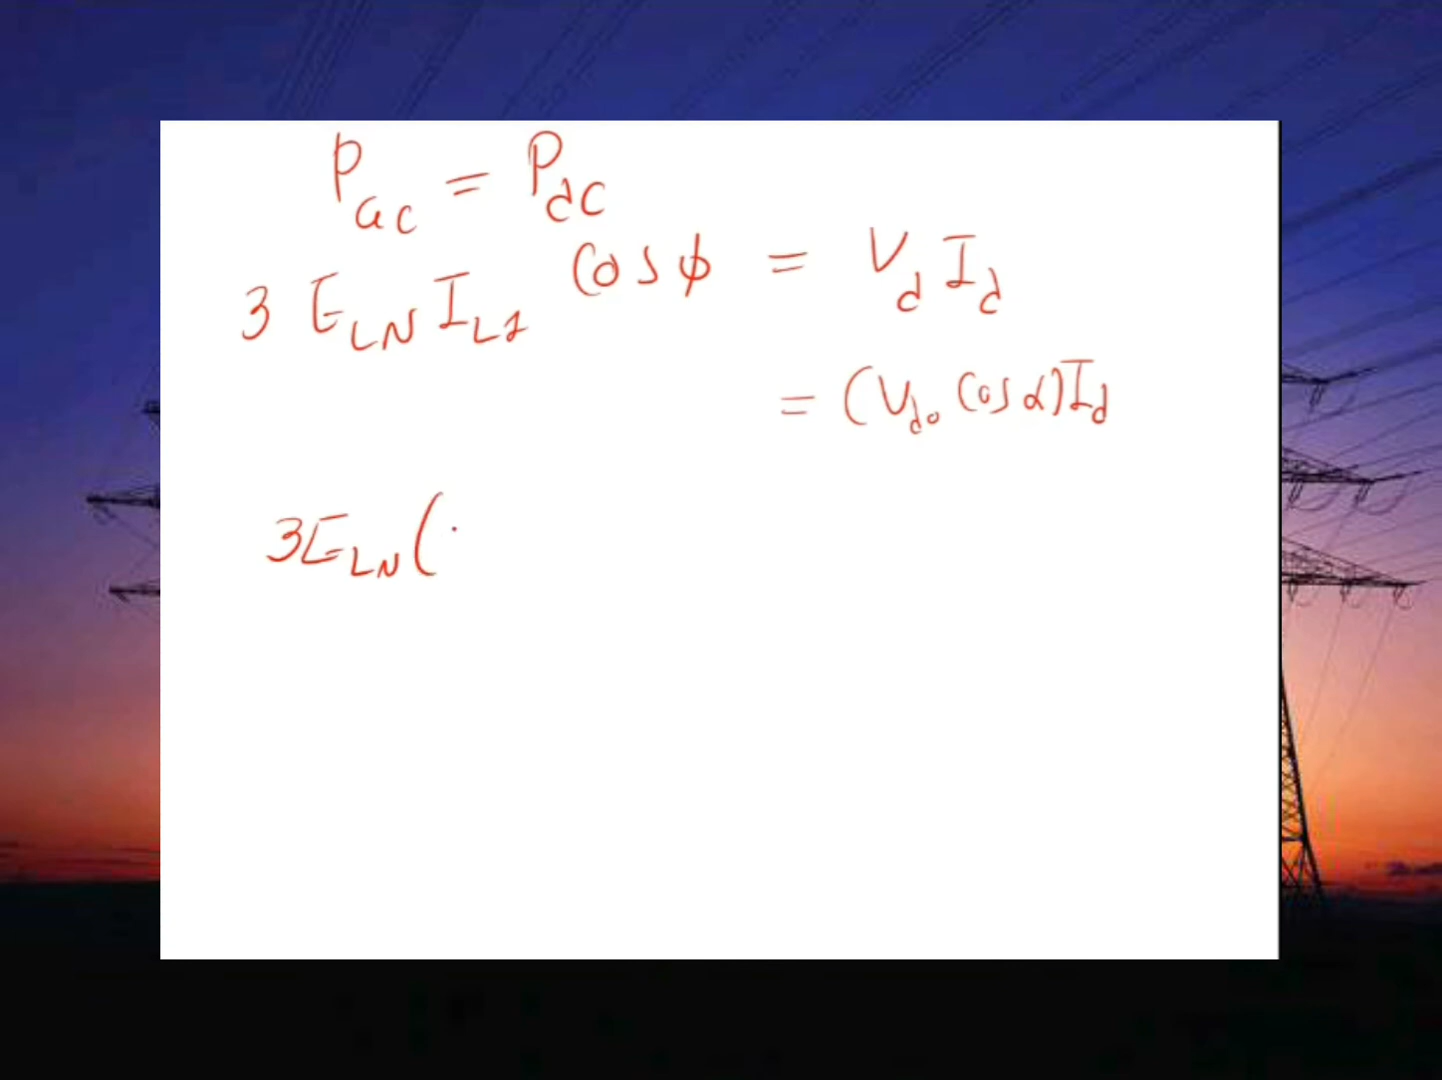 P_ac = P_dc
3 E_LN I_L1 cos φ = V_d I_d
= (V_do cos α) I_d
3E_LN (